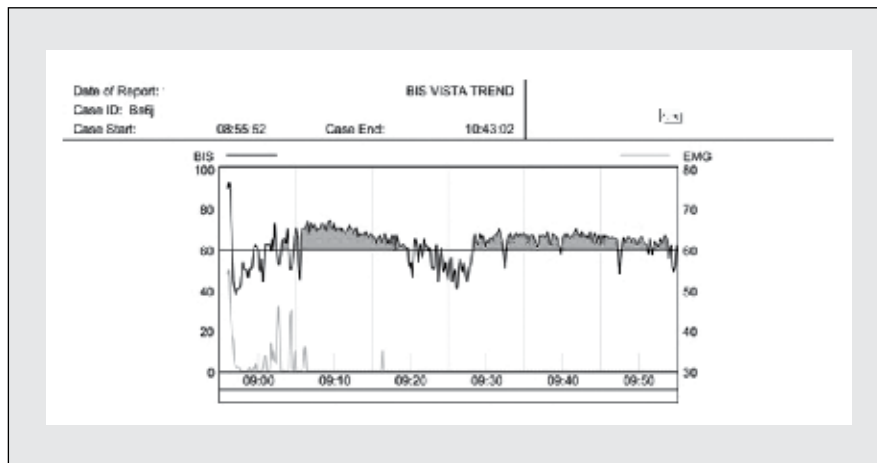 Date of Report:
BIS VISTA TREND
Case ID: Bs6j
Case Start: 08:55:52 Case End: 10:43:02
BIS EMG
100 80
80 70
60 60
40 50
20 40
0 30
09:00 09:10 09:20 09:30 09:40 09:50